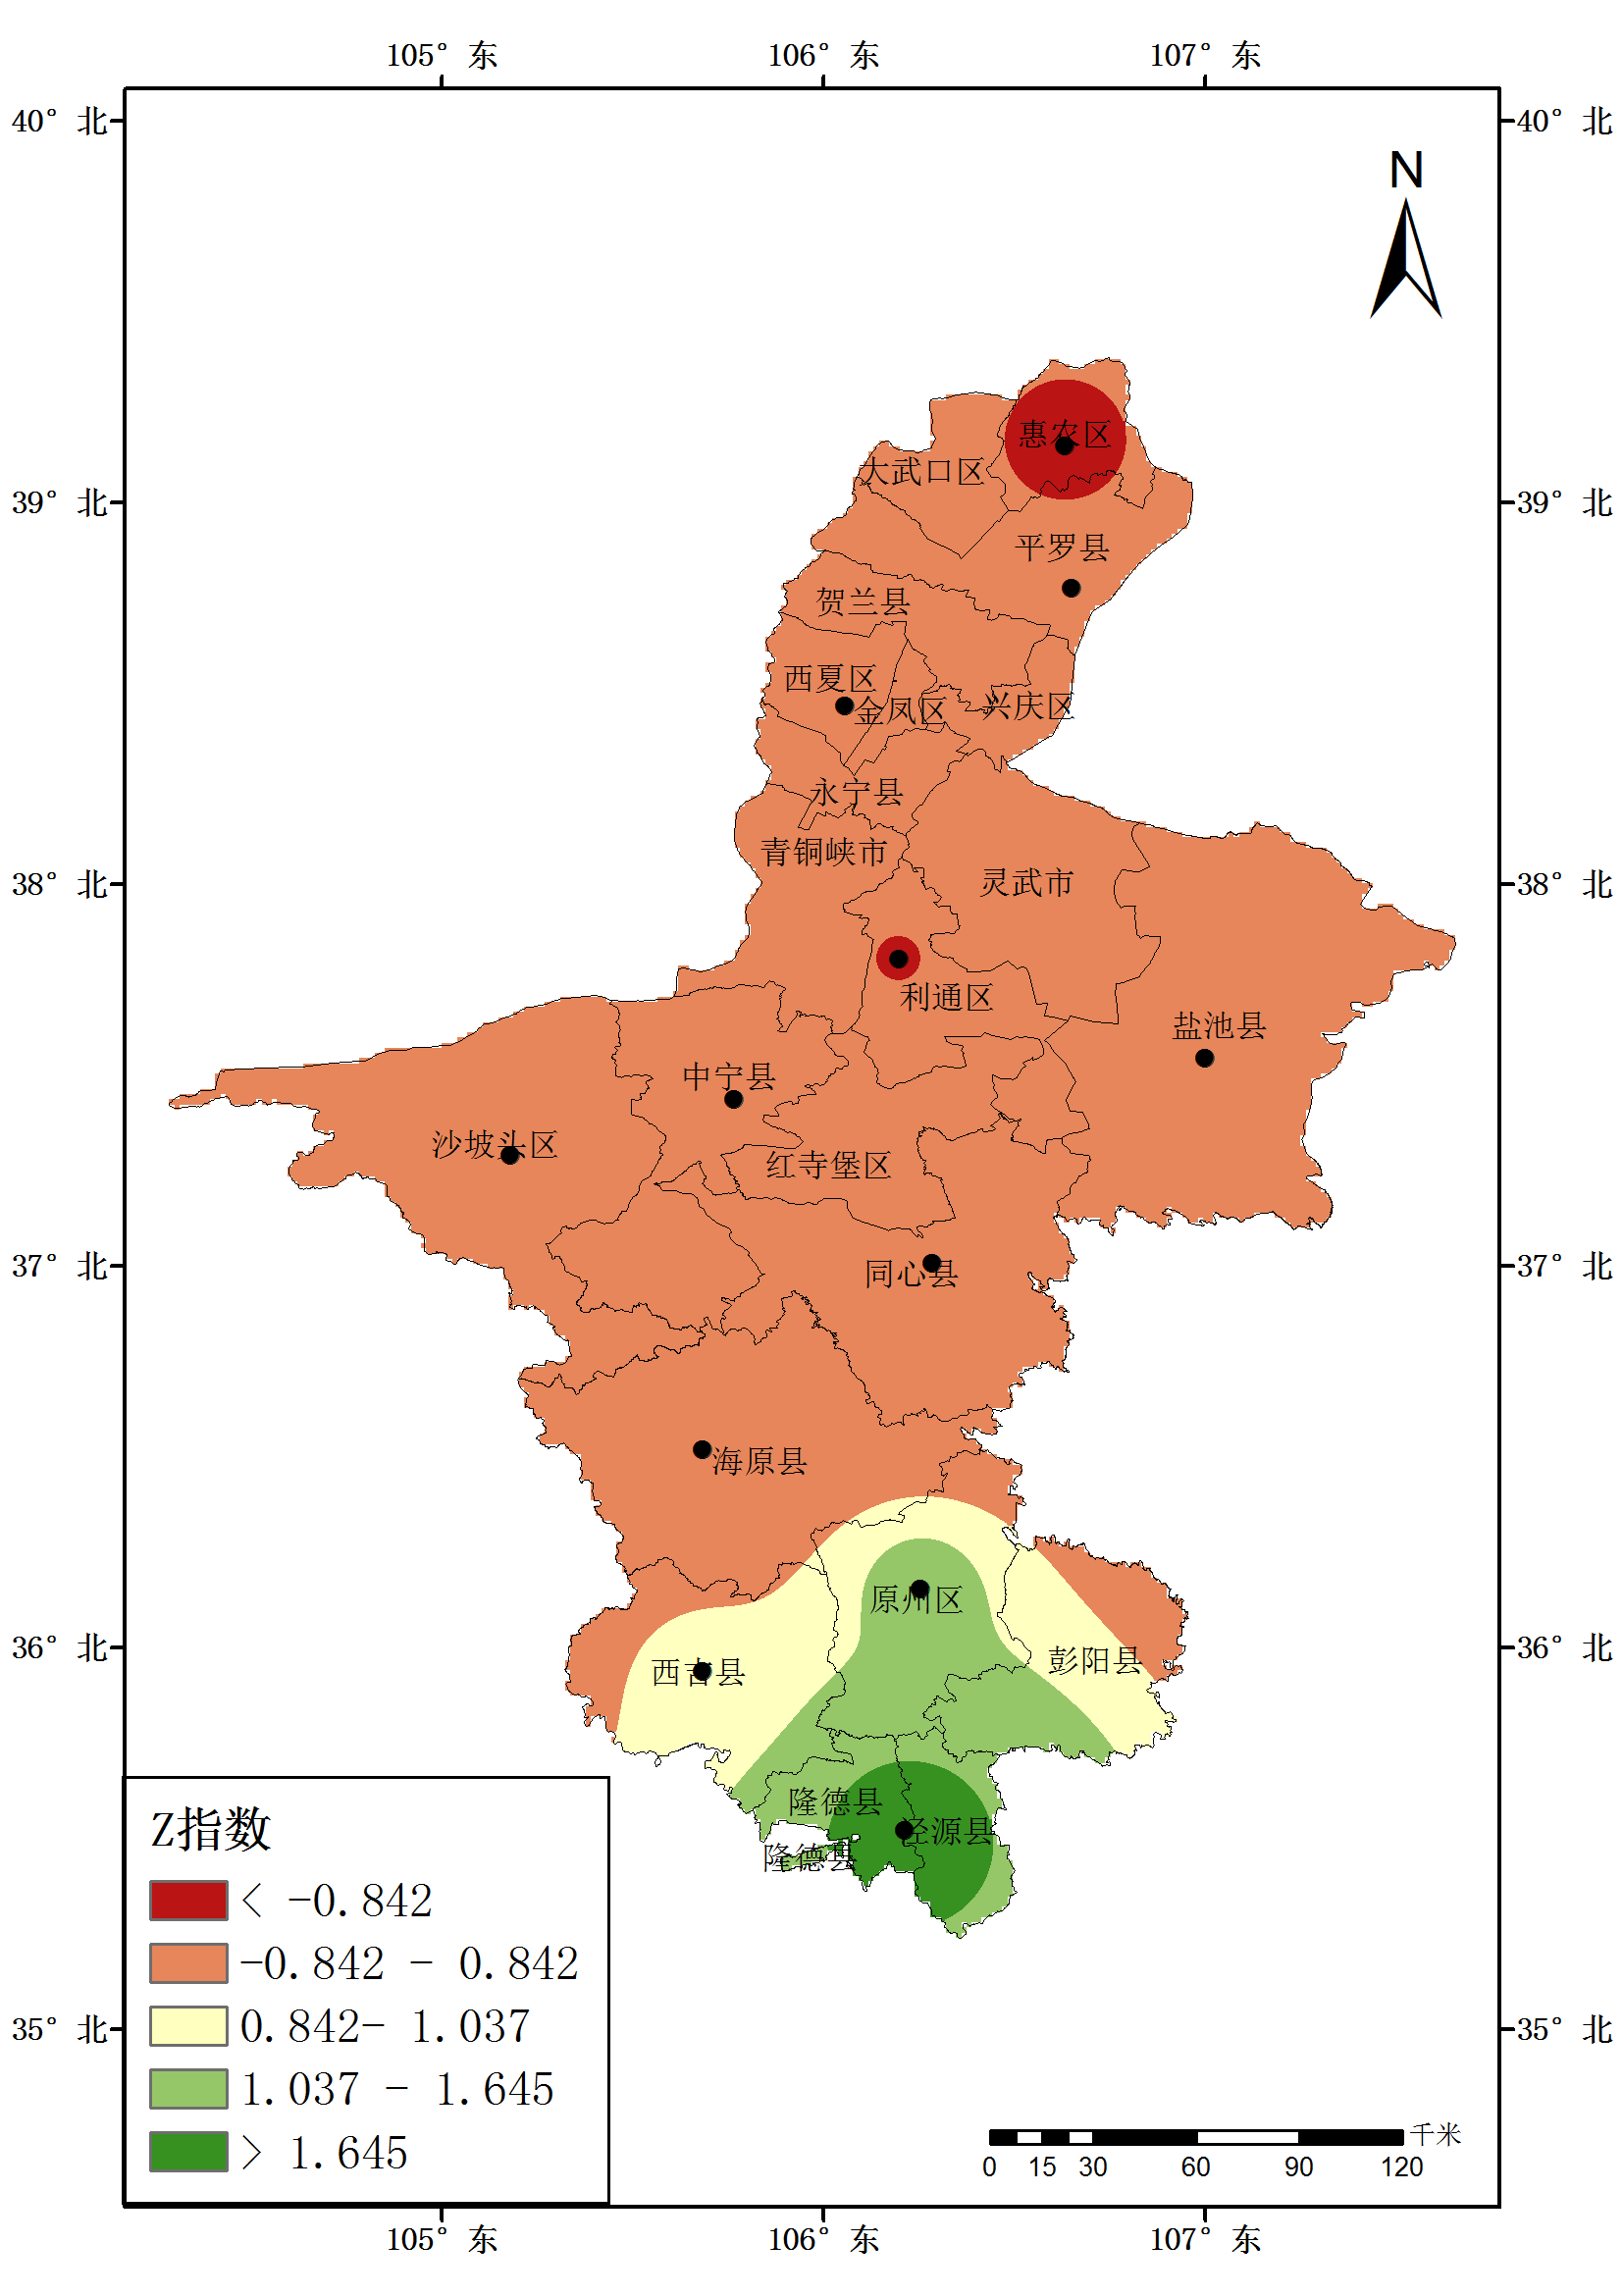 105° 东 106° 东 107° 东
40° 北 40° 北
N
惠农区
大武口区
39° 北 39° 北
平罗县
贺兰县
西夏区
金凤区 兴庆区
永宁县
青铜峡市
38° 北 灵武市 38° 北
利通区
盐池县
中宁县
沙坡头区
红寺堡区
37° 北 37° 北
同心县
海原县
原州区
36° 北 36° 北
彭阳县
西吉县
隆德县
泾源县
隆德县
Z指数
< -0.842
-0.842 - 0.842
0.842- 1.037
1.037 - 1.645
> 1.645
35° 北 35° 北
千米
0 15 30 60 90 120
105° 东 106° 东 107° 东